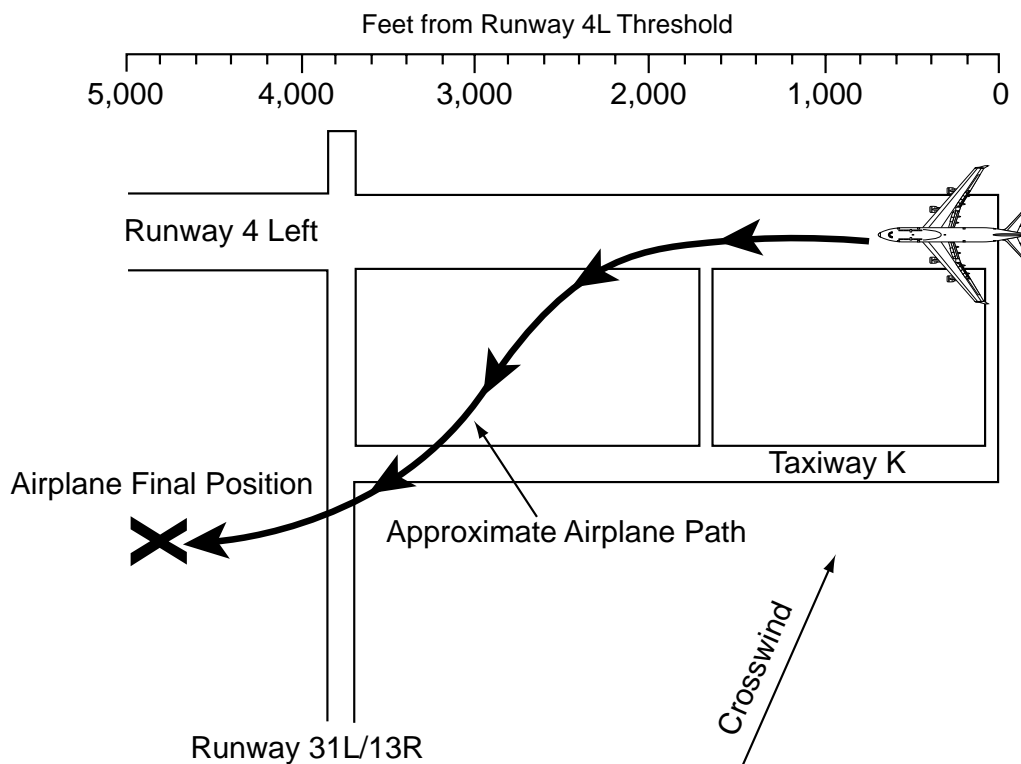 Feet from Runway 4L Threshold
5,000 4,000 3,000 2,000 1,000 0
Runway 4 Left
Taxiway K
Airplane Final Position
Approximate Airplane Path
Crosswind
Runway 31L/13R